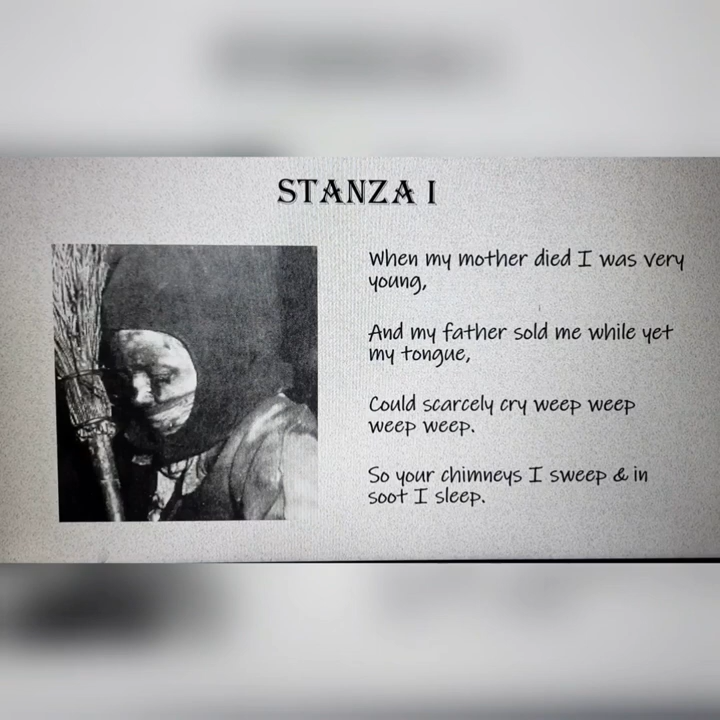 STANZA I
When my mother died I was very
young,
And my father sold me while yet
my tongue,
Could scarcely cry weep weep
weep weep.
So your chimneys I sweep & in
soot I sleep.